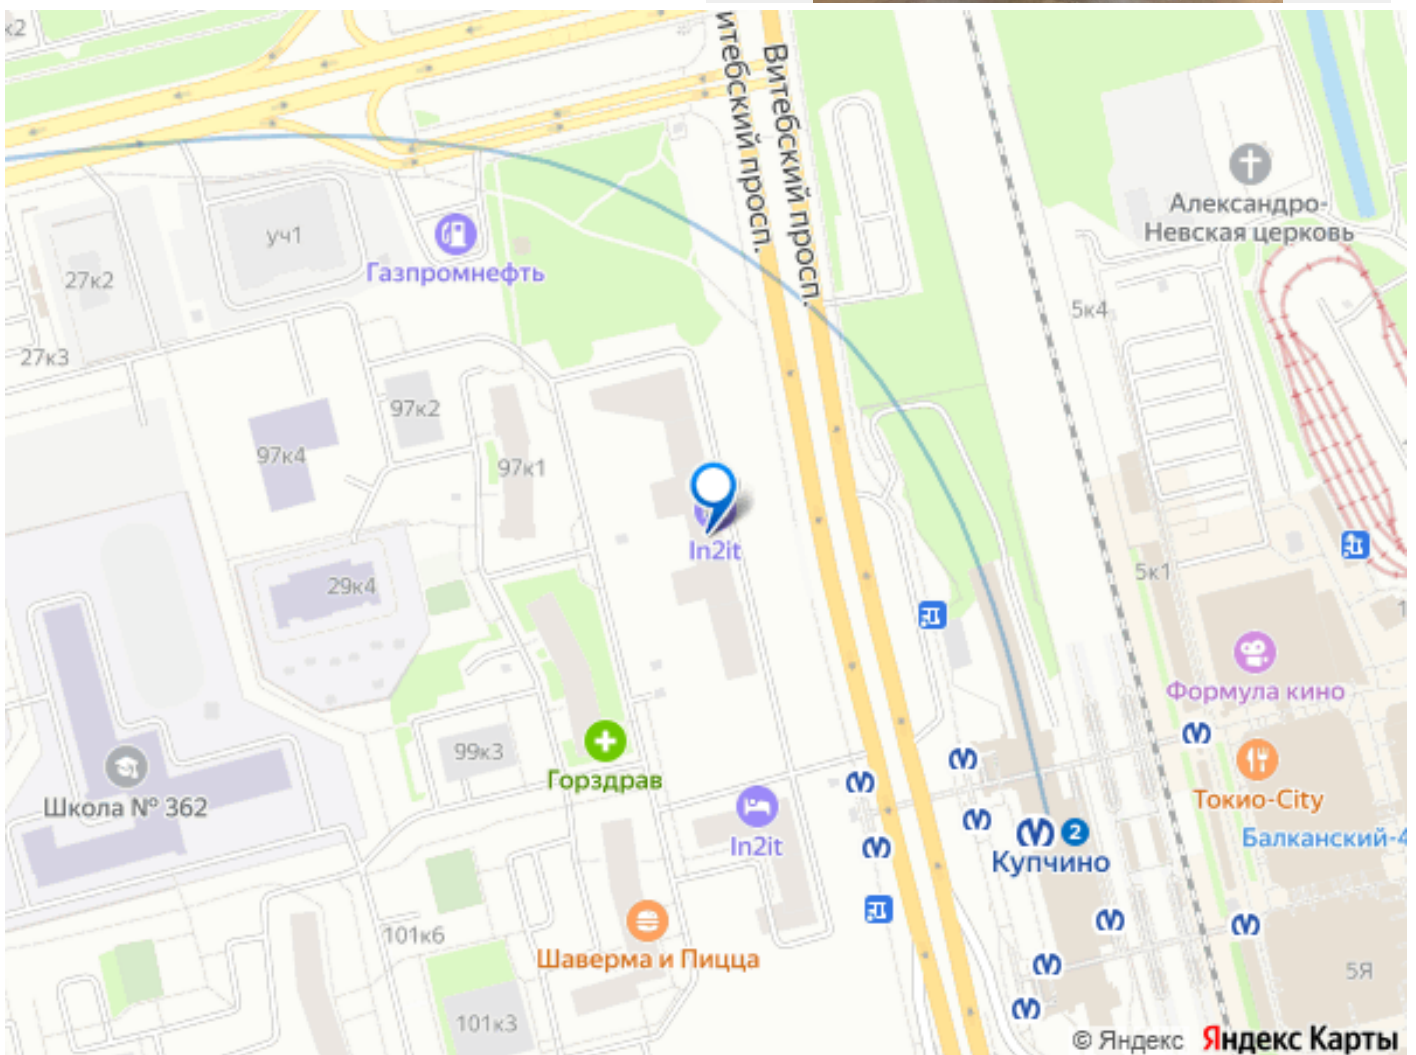 к2
итебский просп.
Витебский просп.
Александро-
Невская церковь
уч1
Газпромнефть
27к2
5к4
27к3
97к2
97к4
97к1
In2it
5к1
29к4
Формула кино
99к3
Горздрав
Школа № 362
Токио-City
In2it
2
Купчино
Балканский-4
101к6
Шаверма и Пицца
5Я
101к3
© Яндекс Яндекс Карты